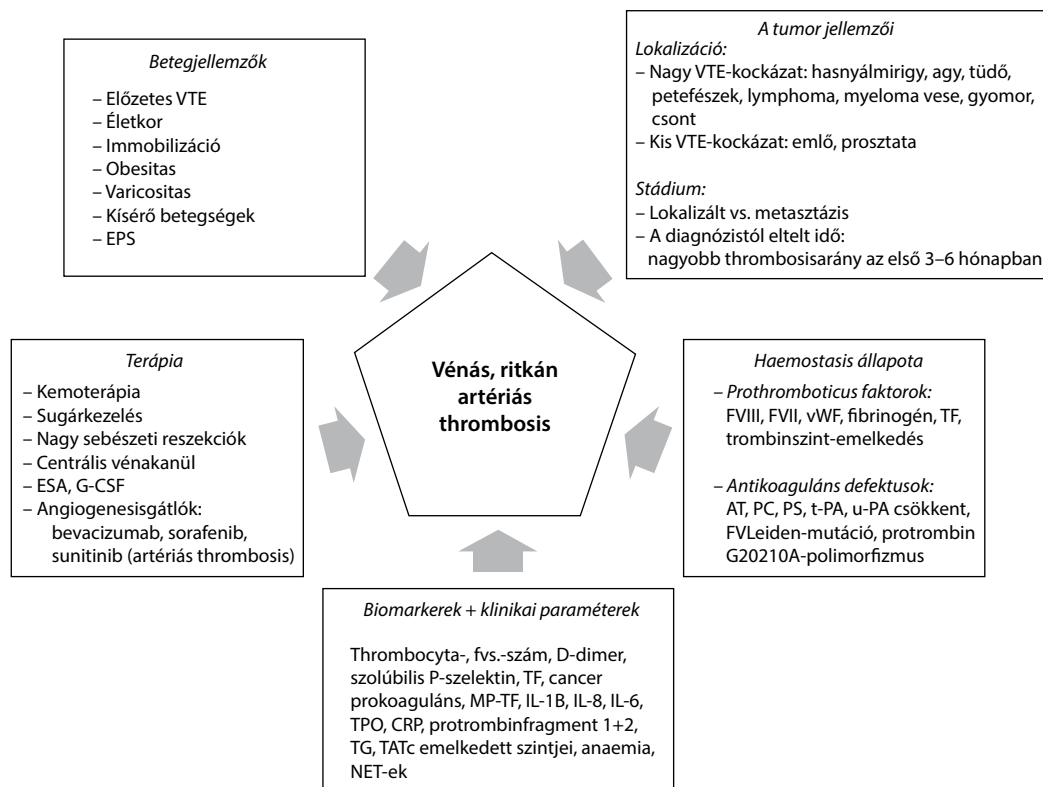 Betegjellemzők
– Előzetes VTE
– Életkor
– Immobilizáció
– Obesitas
– Varicositas
– Kísérő betegségek
– EPS
A tumor jellemzői
Lokalizáció:
– Nagy VTE-kockázat: hasnyálmirigy, agy, tüdő,
petefészek, lymphoma, myeloma vese, gyomor,
csont
– Kis VTE-kockázat: emlő, prosztata
Stádium:
– Lokalizált vs. metasztázis
– A diagnózistól eltelt idő:
nagyobb thrombosisarány az első 3–6 hónapban
Terápia
– Kemoterápia
– Sugárkezelés
– Nagy sebészeti reszekciók
– Centrális vénakanül
– ESA, G-CSF
– Angiogenesisgátlók:
bevacizumab, sorafenib,
sunitinib (artériás thrombosis)
Vénás, ritkán
artériás
thrombosis
Haemostasis állapota
– Prothromboticus faktorok:
FVIII, FVII, vWF, fibrinogén, TF,
trombinszint-emelkedés
– Antikoaguláns defektusok:
AT, PC, PS, t-PA, u-PA csökkent,
FVLeiden-mutáció, protrombin
G20210A-polimorfizmus
Biomarkerek + klinikai paraméterek
Thrombocyta-, fvs.-szám, D-dimer,
szolúbilis P-szelektin, TF, cancer
prokoaguláns, MP-TF, IL-1B, IL-8, IL-6,
TPO, CRP, protrombinfragment 1+2,
TG, TATc emelkedett szintjei, anaemia,
NET-ek